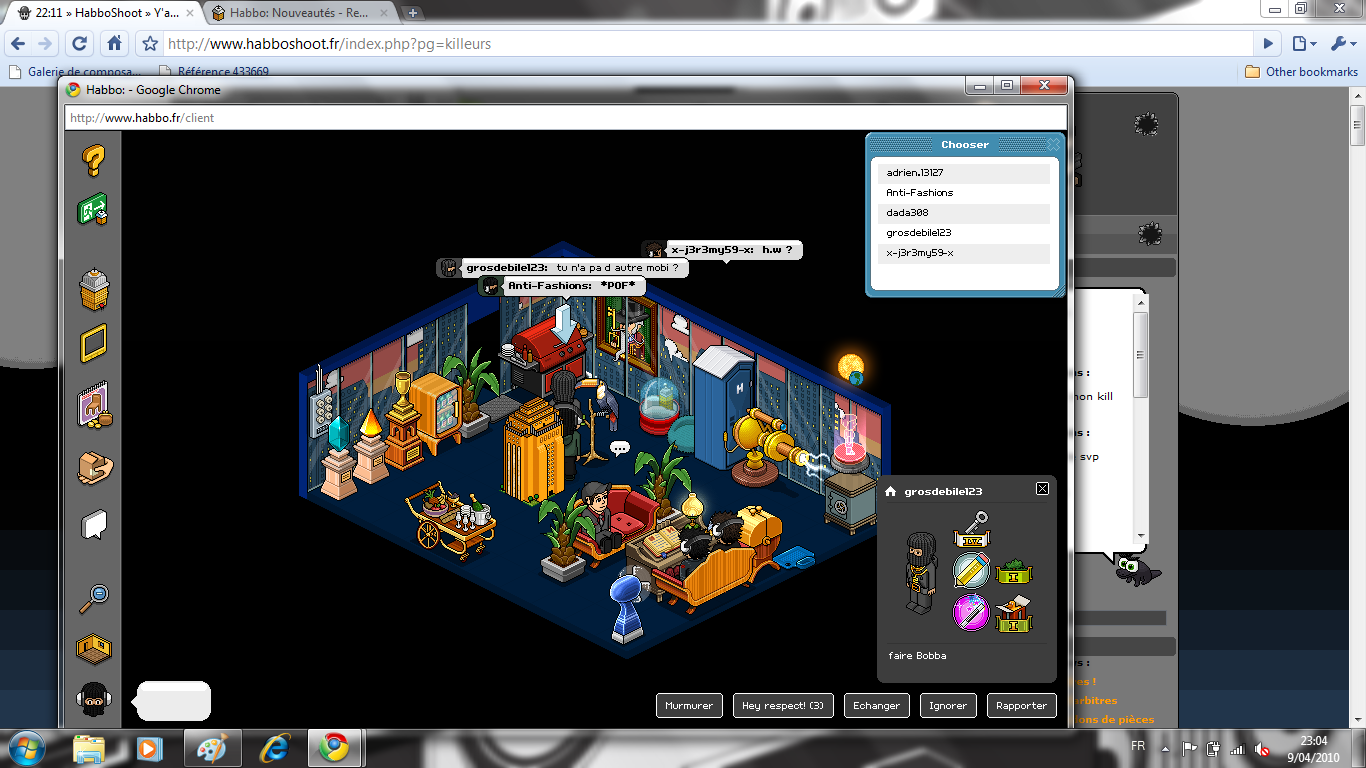 22:11 » HabboShoot » Y'a...
Habbo: Nouveautés - Re...
http://www.habboshoot.fr/index.php?pg=killeurs
Galerie de composa...
Référence 433669
Other bookmarks
Habbo: - Google Chrome
http://www.habbo.fr/client
Chooser
adrien.13127
Anti-Fashions
dada308
grosdebile123
x-j3r3my59-x
x-j3r3my59-x: h.w ?
grosdebile123: tu n'a pa d autre mobi ?
Anti-Fashions: *POF*
s :
non kill
s :
svp
H
...
grosdebile123
I
I
faire Bobba
s :
res !
arbitres
ions de pièces
Murmurer
Hey respect! (3)
Echanger
Ignorer
Rapporter
FR
23:04
9/04/2010